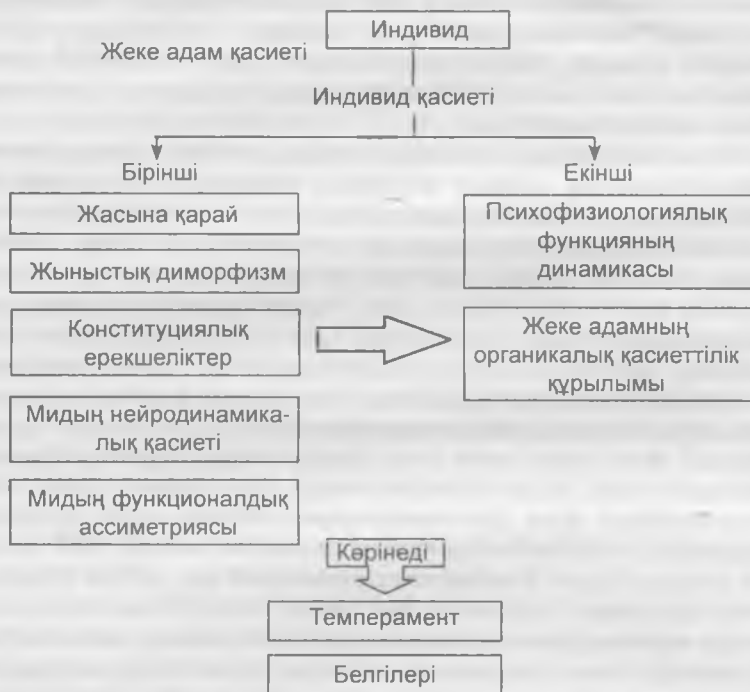 Индивид
Жеке адам қасиеті
Индивид қасиеті
Бірінші
Жасына қарай
Жыныстық диморфизм
Конституциялық
ерекшеліктер
Мидың нейродинамика-
лық қасиеті
Мидың функционалдық
ассиметриясы
Екінші
Психофизиологиялық
функцияның
динамикасы
Жеке адамның
органикалық қасиеттілік
құрылымы
Көрінеді
Темперамент
Белгілері